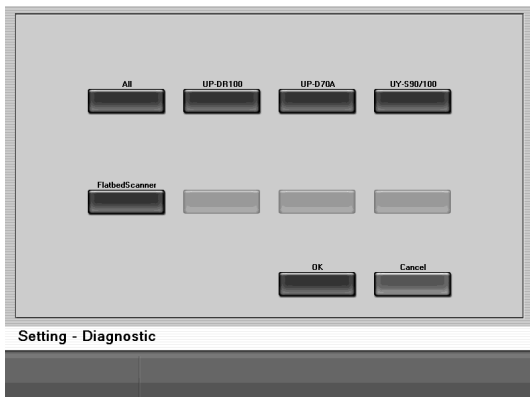 All UP-DR100 UP-D70A UY-S90/100
FlatbedScanner
OK Cancel
Setting - Diagnostic